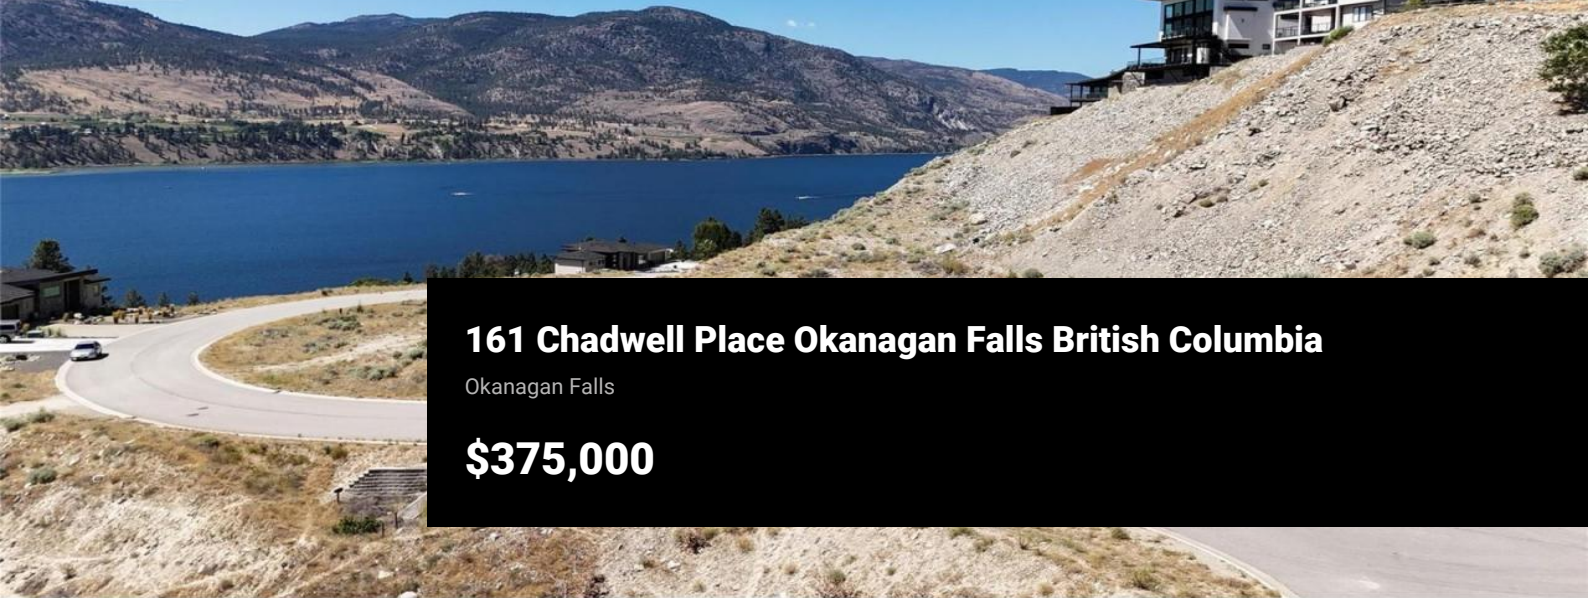 161 Chadwell Place Okanagan Falls British Columbia
Okanagan Falls
$375,000